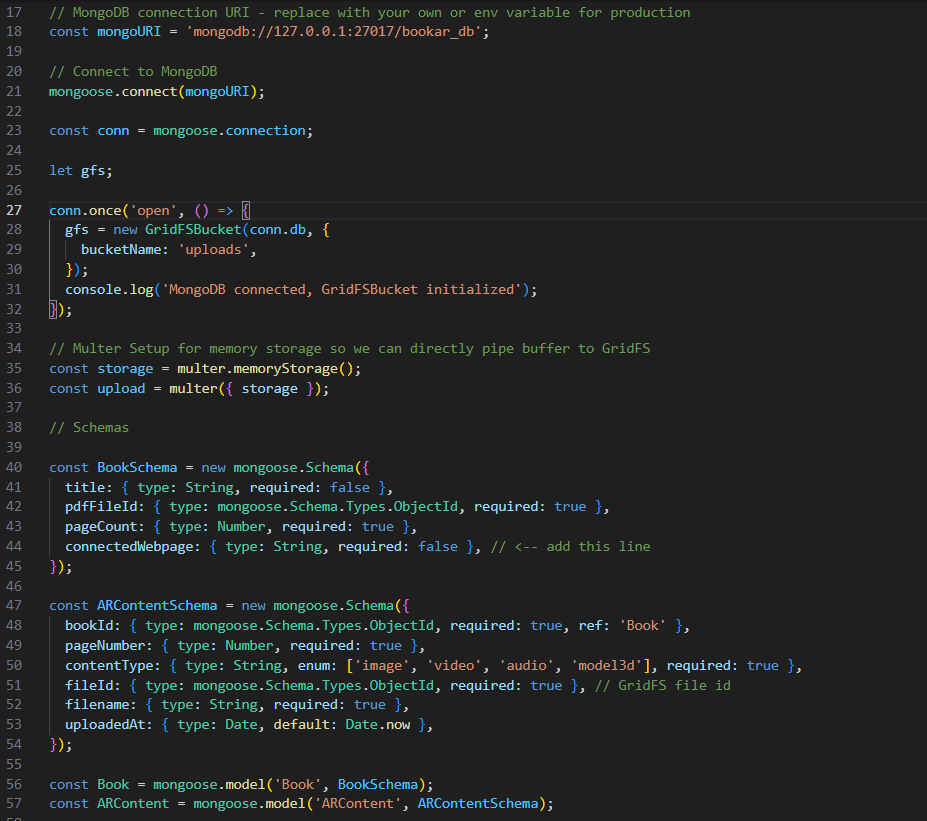 17 // MongoDB connection URI - replace with your own or env variable for production
18 const mongoURI = 'mongodb://127.0.0.1:27017/bookar_db';
19
20 // Connect to MongoDB
21 mongoose.connect(mongoURI);
22
23 const conn = mongoose.connection;
24
25 let gfs;
26
27 conn.once('open', () => {
28   gfs = new GridFSBucket(conn.db, {
29     bucketName: 'uploads',
30   });
31   console.log('MongoDB connected, GridFSBucket initialized');
32 });
33
34 // Multer Setup for memory storage so we can directly pipe buffer to GridFS
35 const storage = multer.memoryStorage();
36 const upload = multer({ storage });
37
38 // Schemas
39
40 const BookSchema = new mongoose.Schema({
41   title: { type: String, required: false },
42   pdfFileId: { type: mongoose.Schema.Types.ObjectId, required: true },
43   pageCount: { type: Number, required: true },
44   connectedWebpage: { type: String, required: false }, // <-- add this line
45 });
46
47 const ARContentSchema = new mongoose.Schema({
48   bookId: { type: mongoose.Schema.Types.ObjectId, required: true, ref: 'Book' },
49   pageNumber: { type: Number, required: true },
50   contentType: { type: String, enum: ['image', 'video', 'audio', 'model3d'], required: true },
51   fileId: { type: mongoose.Schema.Types.ObjectId, required: true }, // GridFS file id
52   filename: { type: String, required: true },
53   uploadedAt: { type: Date, default: Date.now },
54 });
55
56 const Book = mongoose.model('Book', BookSchema);
57 const ARContent = mongoose.model('ARContent', ARContentSchema);